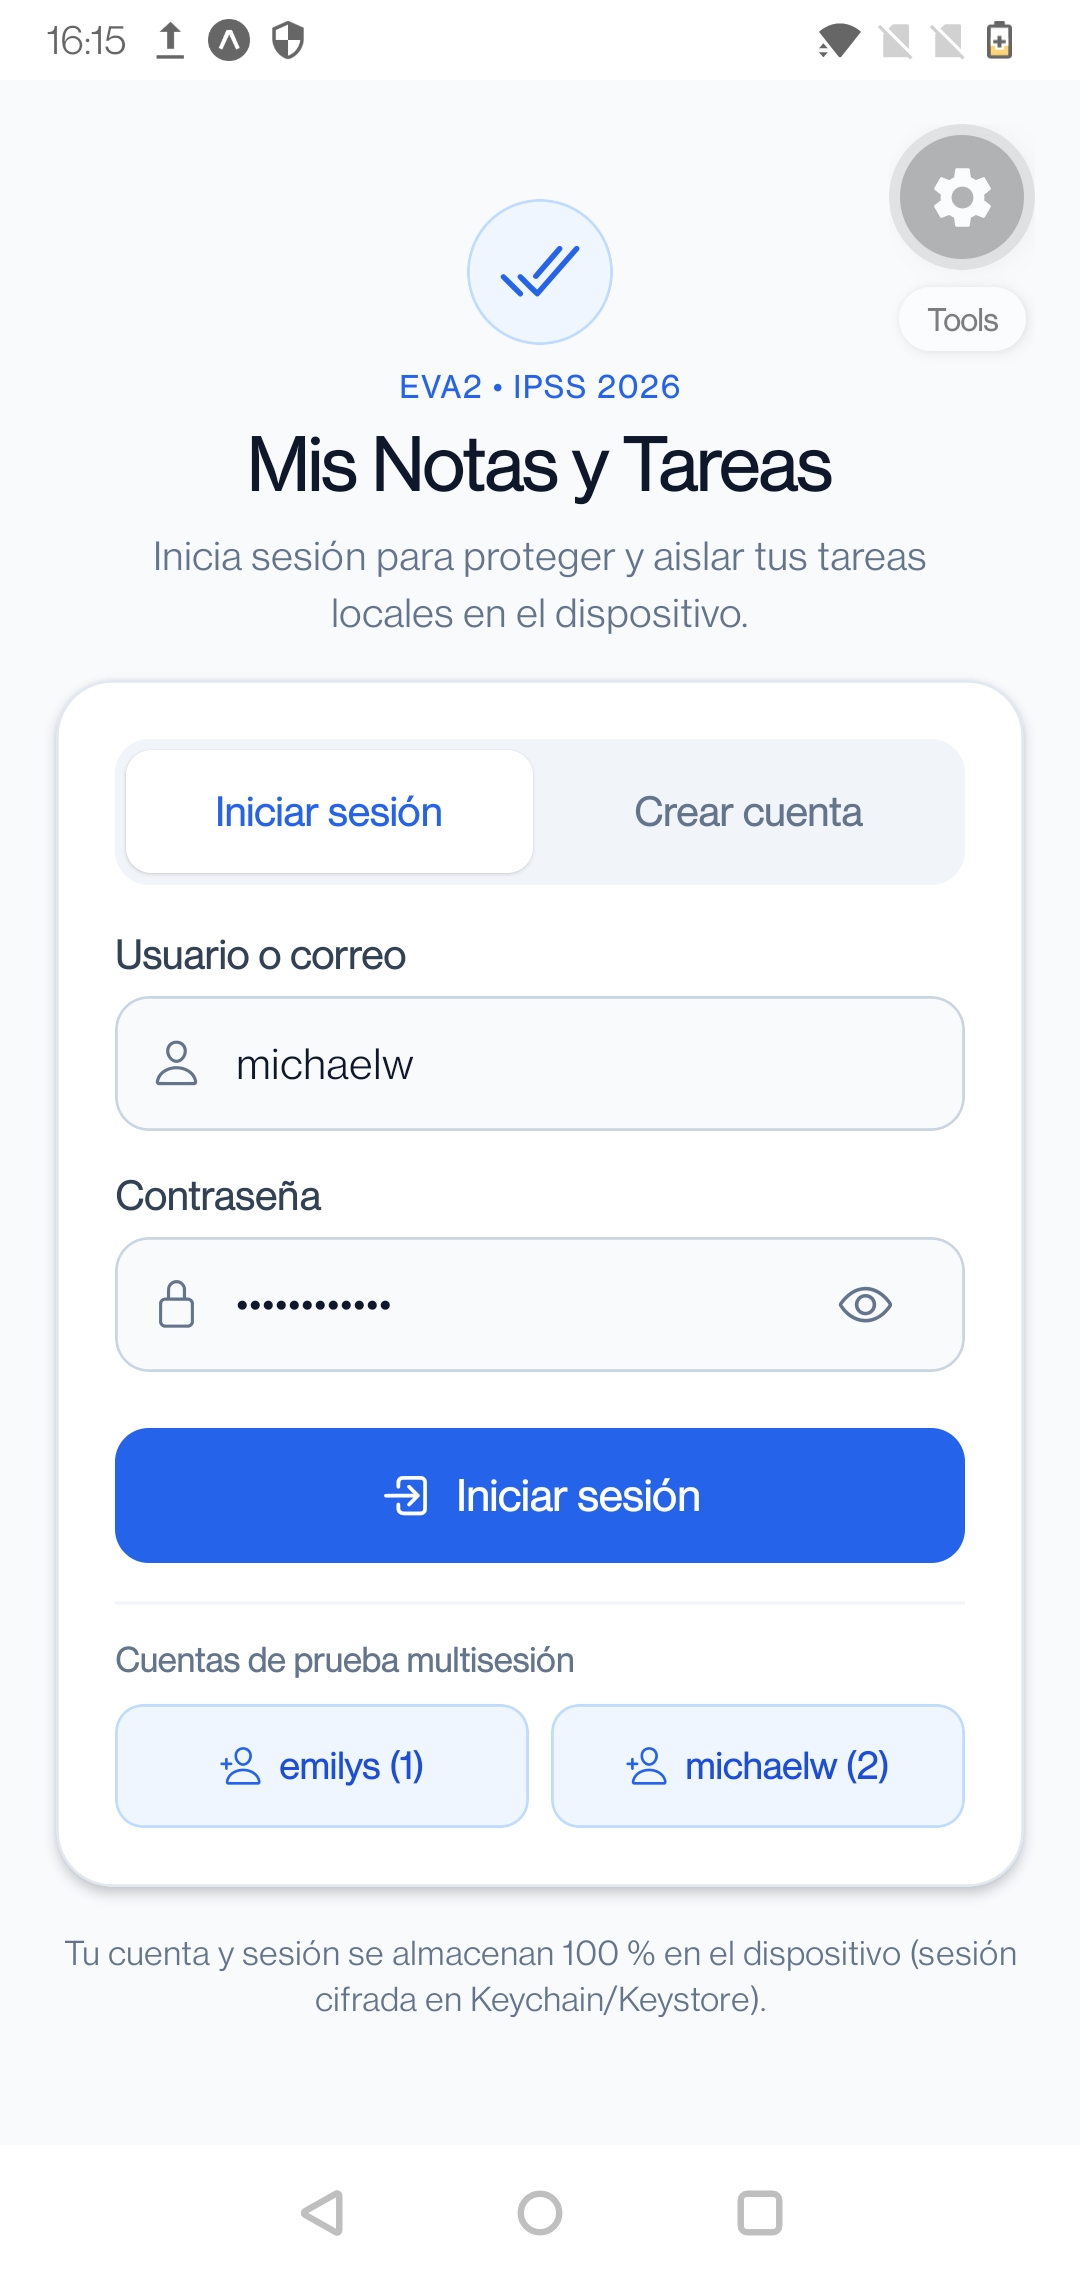 16:15
Tools
EVA2 • IPSS 2026
Mis Notas y Tareas
Inicia sesión para proteger y aislar tus tareas
locales en el dispositivo.
Iniciar sesión
Crear cuenta
Usuario o correo
michaelw
Contraseña
••••••••••••
Iniciar sesión
Cuentas de prueba multisesión
emilys (1)
michaelw (2)
Tu cuenta y sesión se almacenan 100 % en el dispositivo (sesión
cifrada en Keychain/Keystore).